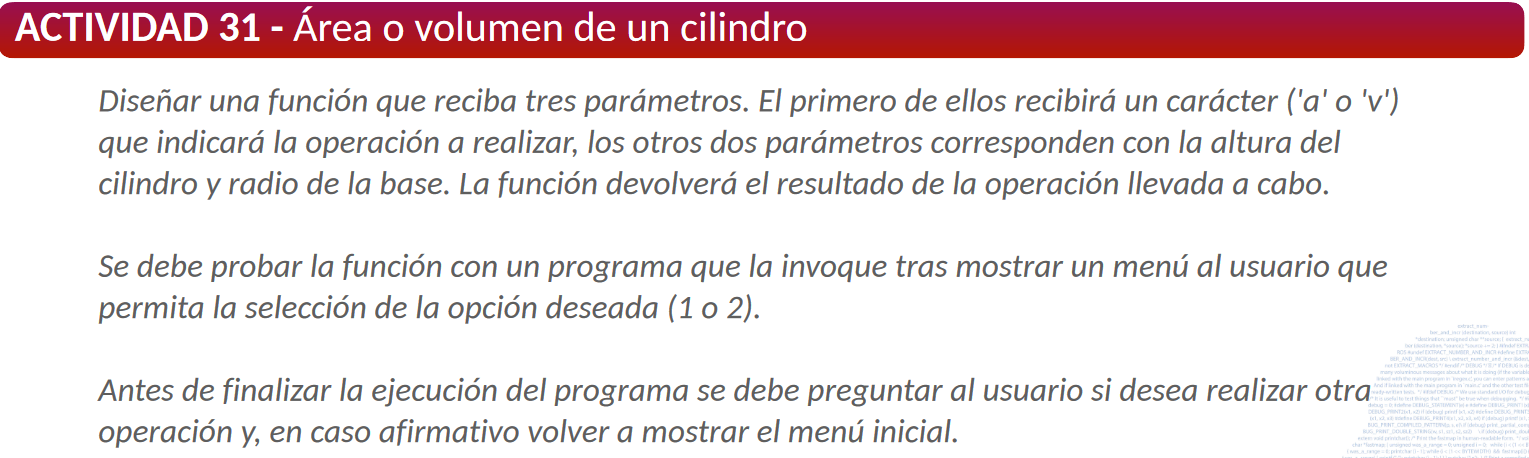 ACTIVIDAD 31 - Área o volumen de un cilindro
Diseñar una función que reciba tres parámetros. El primero de ellos recibirá un carácter ('a' o 'v')
que indicará la operación a realizar, los otros dos parámetros corresponden con la altura del
cilindro y radio de la base. La función devolverá el resultado de la operación llevada a cabo.
Se debe probar la función con un programa que la invoque tras mostrar un menú al usuario que
permita la selección de la opción deseada (1 o 2).
Antes de finalizar la ejecución del programa se debe preguntar al usuario si desea realizar otra
operación y, en caso afirmativo volver a mostrar el menú inicial.